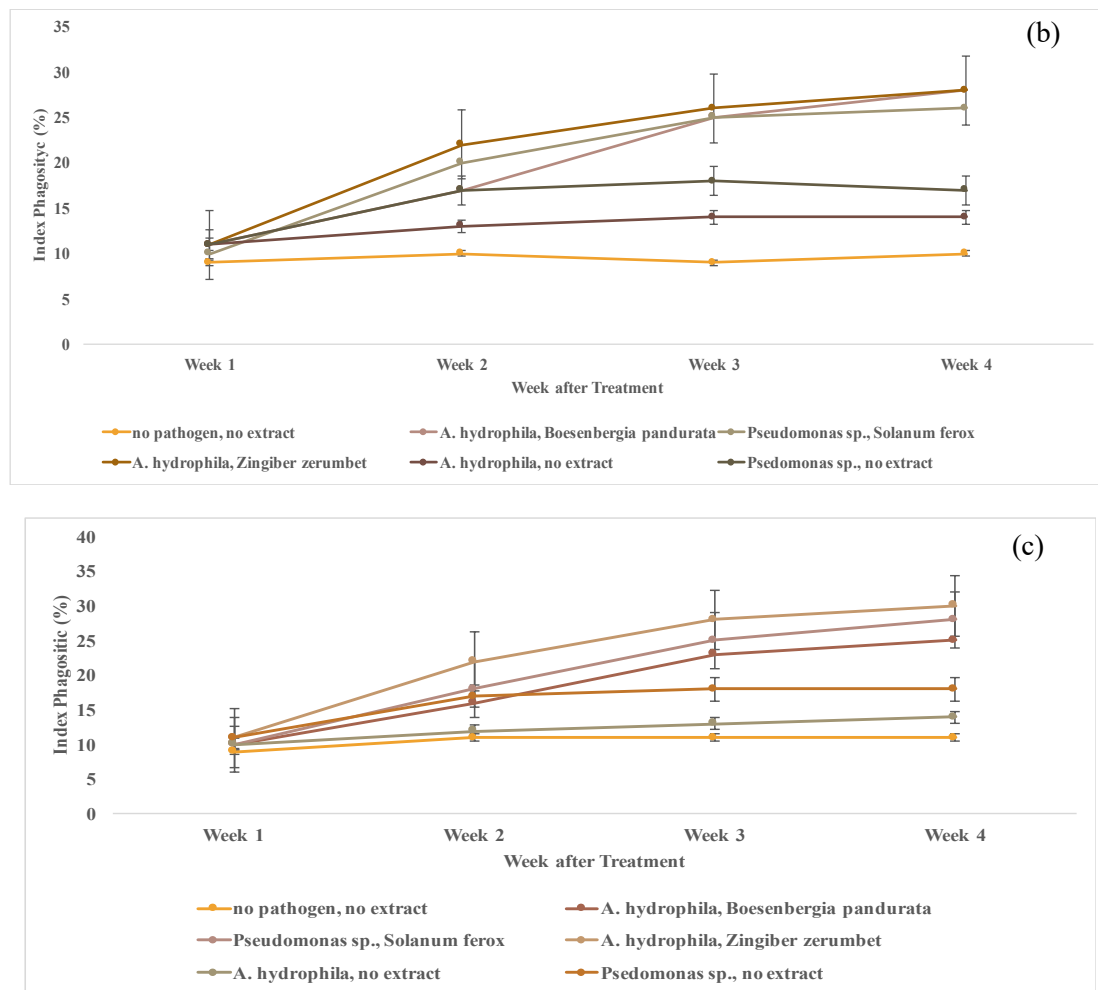 (b)
35
30
25
20
15
10
5
0
Index Phagosityc (%)
Week 1 Week 2 Week 3 Week 4
Week after Treatment
no pathogen, no extract A. hydrophila, Boesenbergia pandurata Pseudomonas sp., Solanum ferox
A. hydrophila, Zingiber zerumbet A. hydrophila, no extract Psedomonas sp., no extract
(c)
40
35
30
25
20
15
10
5
0
Index Phagositic (%)
Week 1 Week 2 Week 3 Week 4
Week after Treatment
no pathogen, no extract A. hydrophila, Boesenbergia pandurata
Pseudomonas sp., Solanum ferox A. hydrophila, Zingiber zerumbet
A. hydrophila, no extract Psedomonas sp., no extract